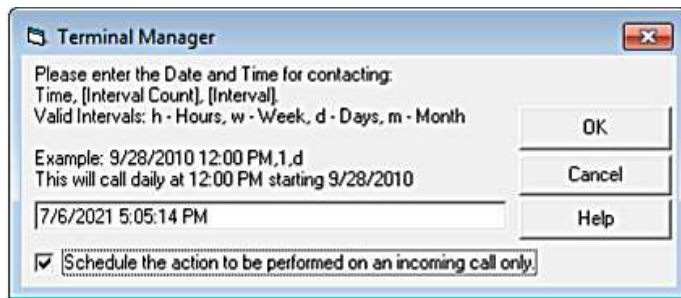 Terminal Manager
Please enter the Date and Time for contacting:
Time, [Interval Count], [Interval].
Valid Intervals: h - Hours, w - Week, d - Days, m - Month
OK
Example: 9/28/2010 12:00 PM,1,d
This will call daily at 12:00 PM starting 9/28/2010
Cancel
7/6/2021 5:05:14 PM
Help
Schedule the action to be performed on an incoming call only.